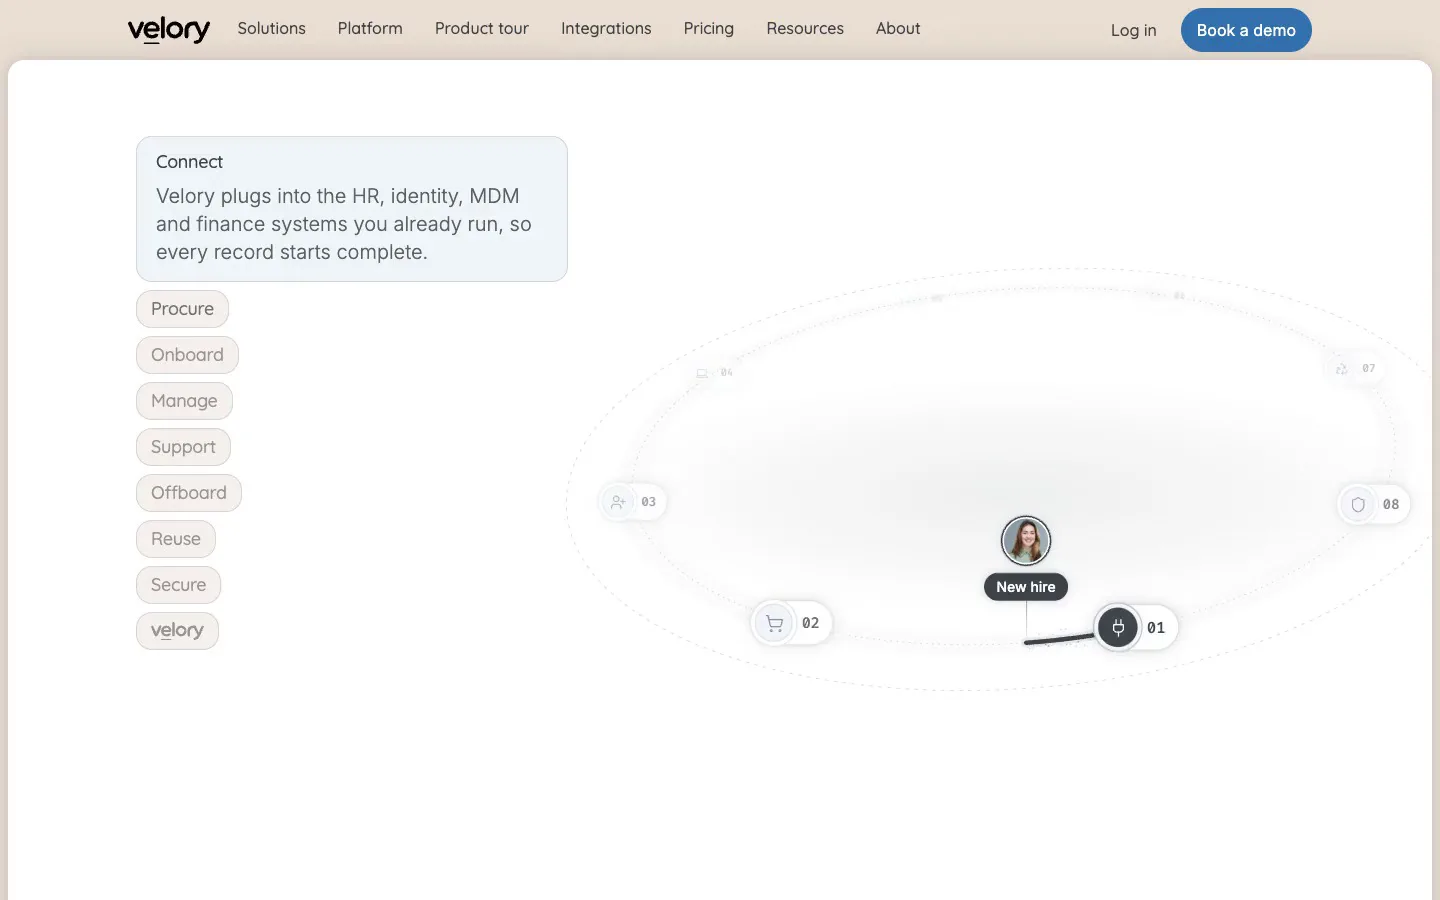 velory Solutions Platform Product tour Integrations Pricing Resources About Log in Book a demo
Connect
Velory plugs into the HR, identity, MDM
and finance systems you already run, so
every record starts complete.
Procure
Onboard
Manage
Support
Offboard
Reuse
Secure
velory
04
07
03
08
New hire
02
01